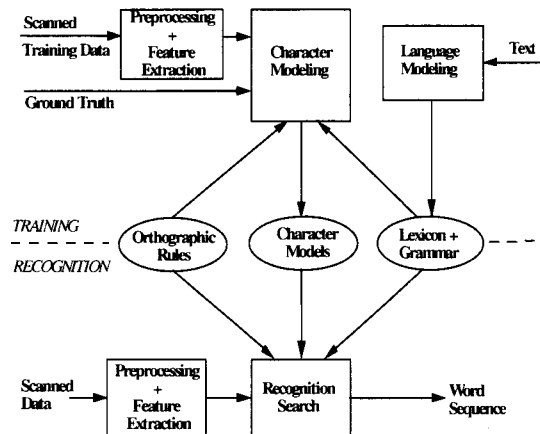 Scanned
Training Data
Preprocessing
+
Feature
Extraction
Character
Modeling
Language
Modeling
Text
Ground Truth
TRAINING
RECOGNITION
Orthographic
Rules
Character
Models
Lexicon +
Grammar
Scanned
Data
Preprocessing
+
Feature
Extraction
Recognition
Search
Word
Sequence